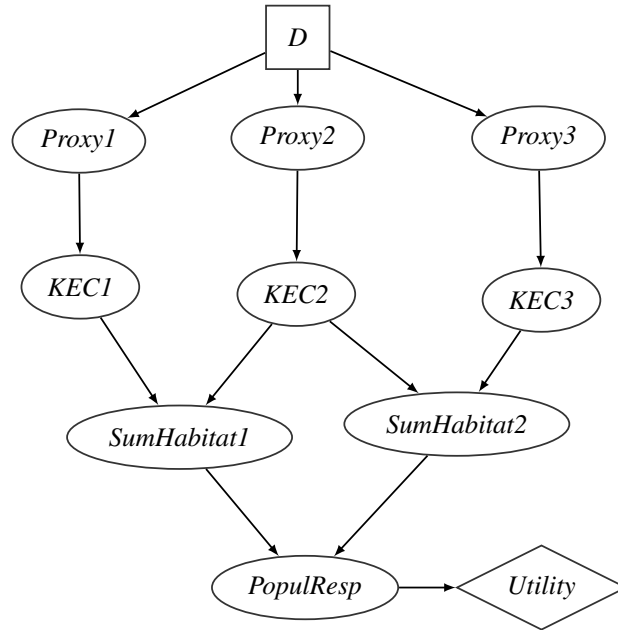 D
Proxy1
Proxy2
Proxy3
KEC1
KEC2
KEC3
SumHabitat1
SumHabitat2
PopulResp
Utility